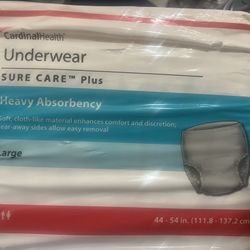 CardinalHealth™
Underwear
SURE CARE™ Plus
Heavy Absorbency
Soft, cloth-like material enhances comfort and discretion;
tear-away sides allow easy removal
Large
44 - 54 in. (111.8 - 137.2 cm